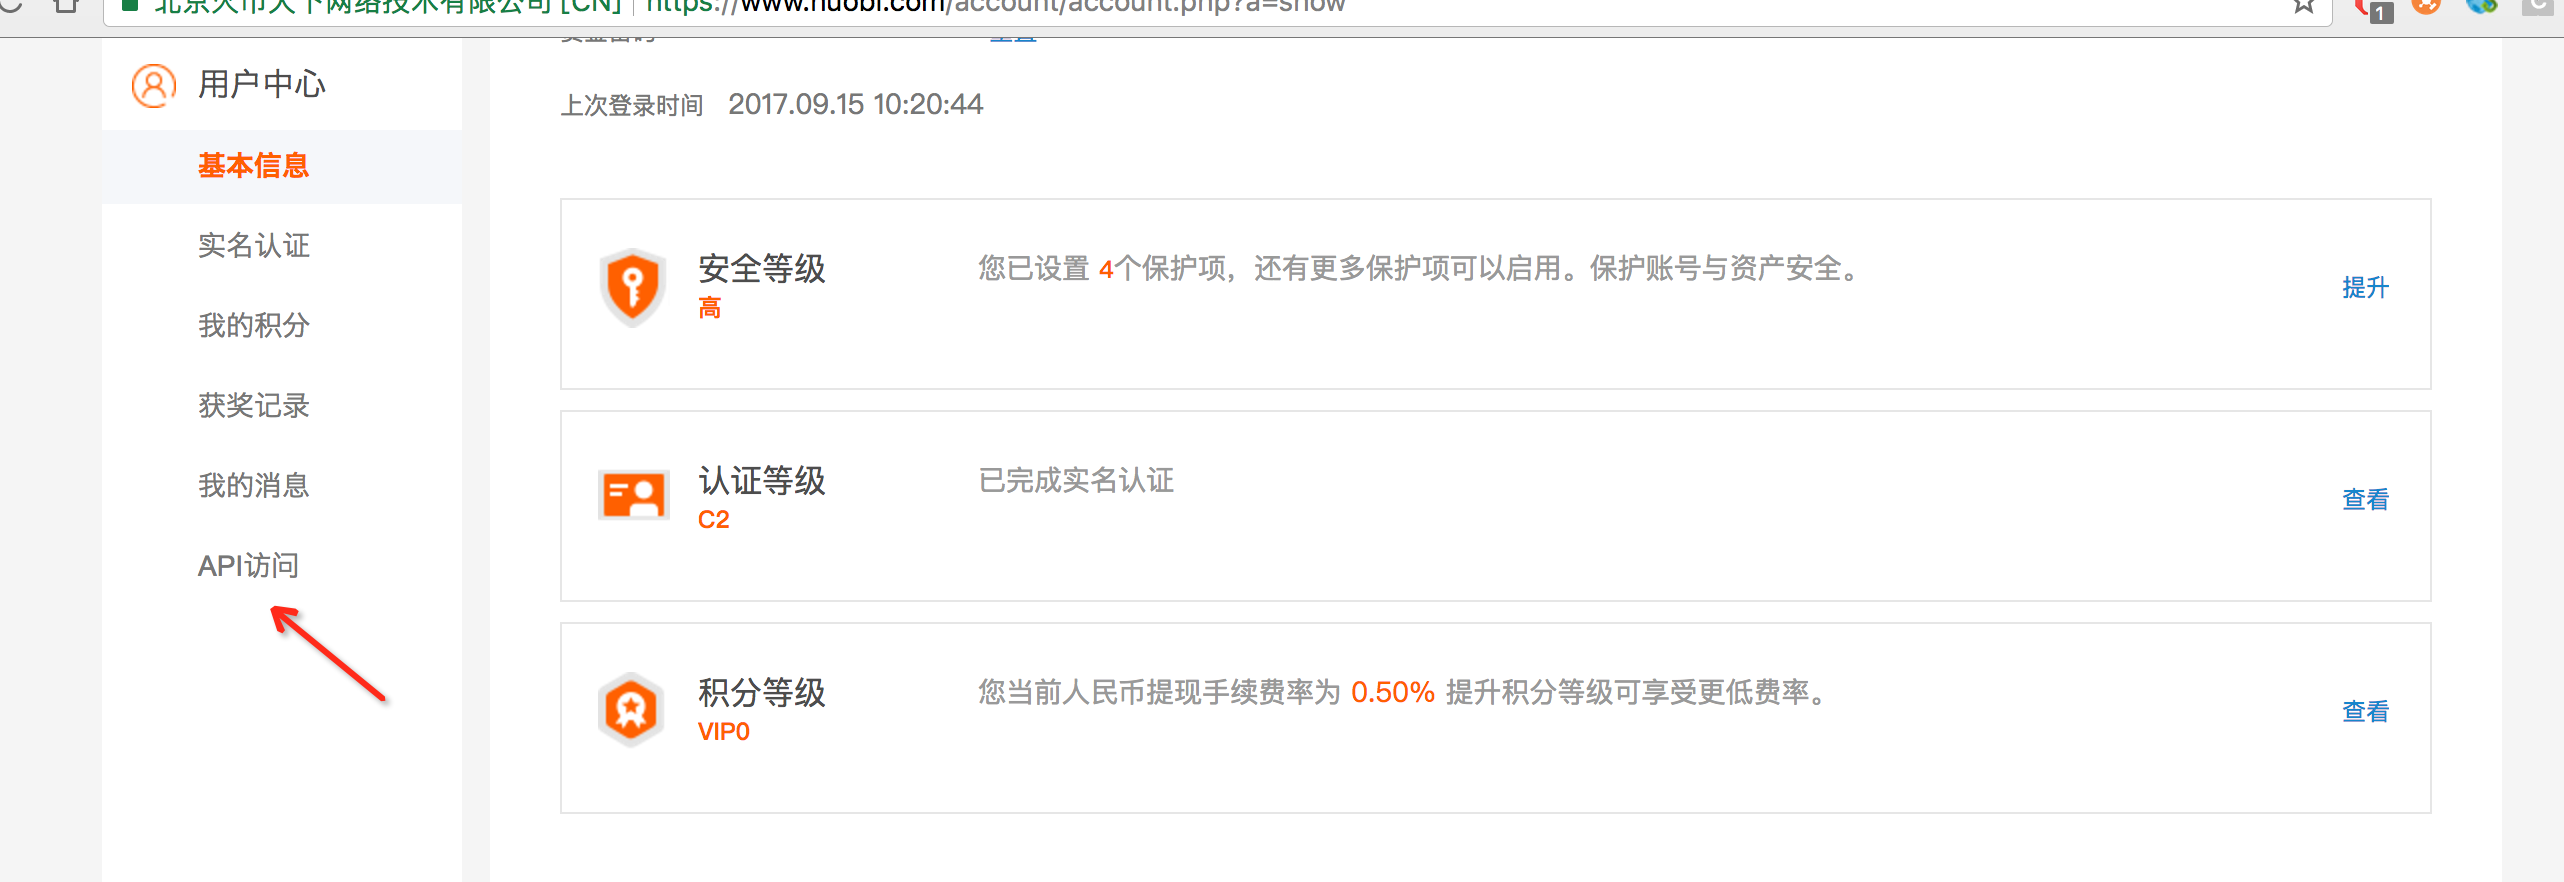 北京火币天下网络技术有限公司 [CN]
https://www.huobi.com/account/account.php?a=show
1
用户中心
基本信息
实名认证
我的积分
获奖记录
我的消息
API访问
资金密码 重置
上次登录时间 2017.09.15 10:20:44
安全等级
高
您已设置 4个保护项，还有更多保护项可以启用。保护账号与资产安全。
提升
认证等级
C2
已完成实名认证
查看
积分等级
VIP0
您当前人民币提现手续费率为 0.50% 提升积分等级可享受更低费率。
查看